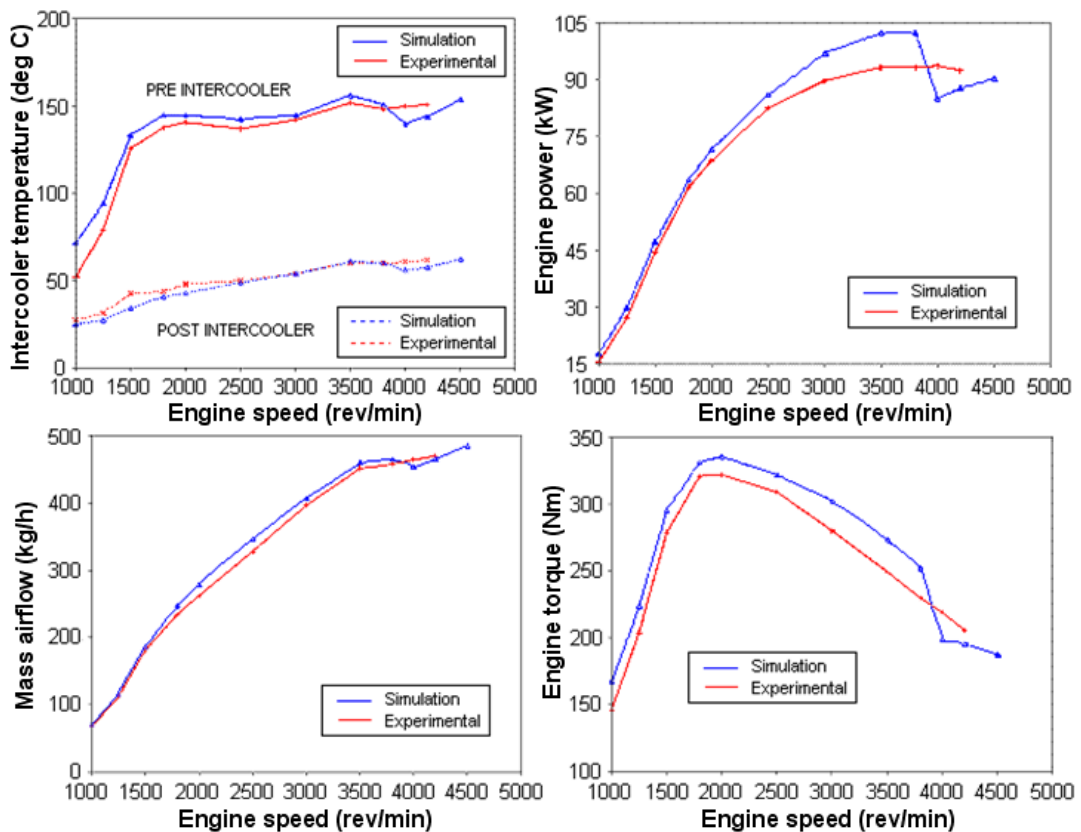 200
150
100
50
0
Intercooler temperature (deg C)
Simulation
Experimental
PRE INTERCOOLER
POST INTERCOOLER
Simulation
Experimental
1000 1500 2000 2500 3000 3500 4000 4500 5000
Engine speed (rev/min)
105
90
75
60
45
30
15
Engine power (kW)
Simulation
Experimental
1000 1500 2000 2500 3000 3500 4000 4500 5000
Engine speed (rev/min)
500
400
300
200
100
0
Mass airflow (kg/h)
Simulation
Experimental
1000 1500 2000 2500 3000 3500 4000 4500 5000
Engine speed (rev/min)
350
300
250
200
150
100
Engine torque (Nm)
Simulation
Experimental
1000 1500 2000 2500 3000 3500 4000 4500 5000
Engine speed (rev/min)